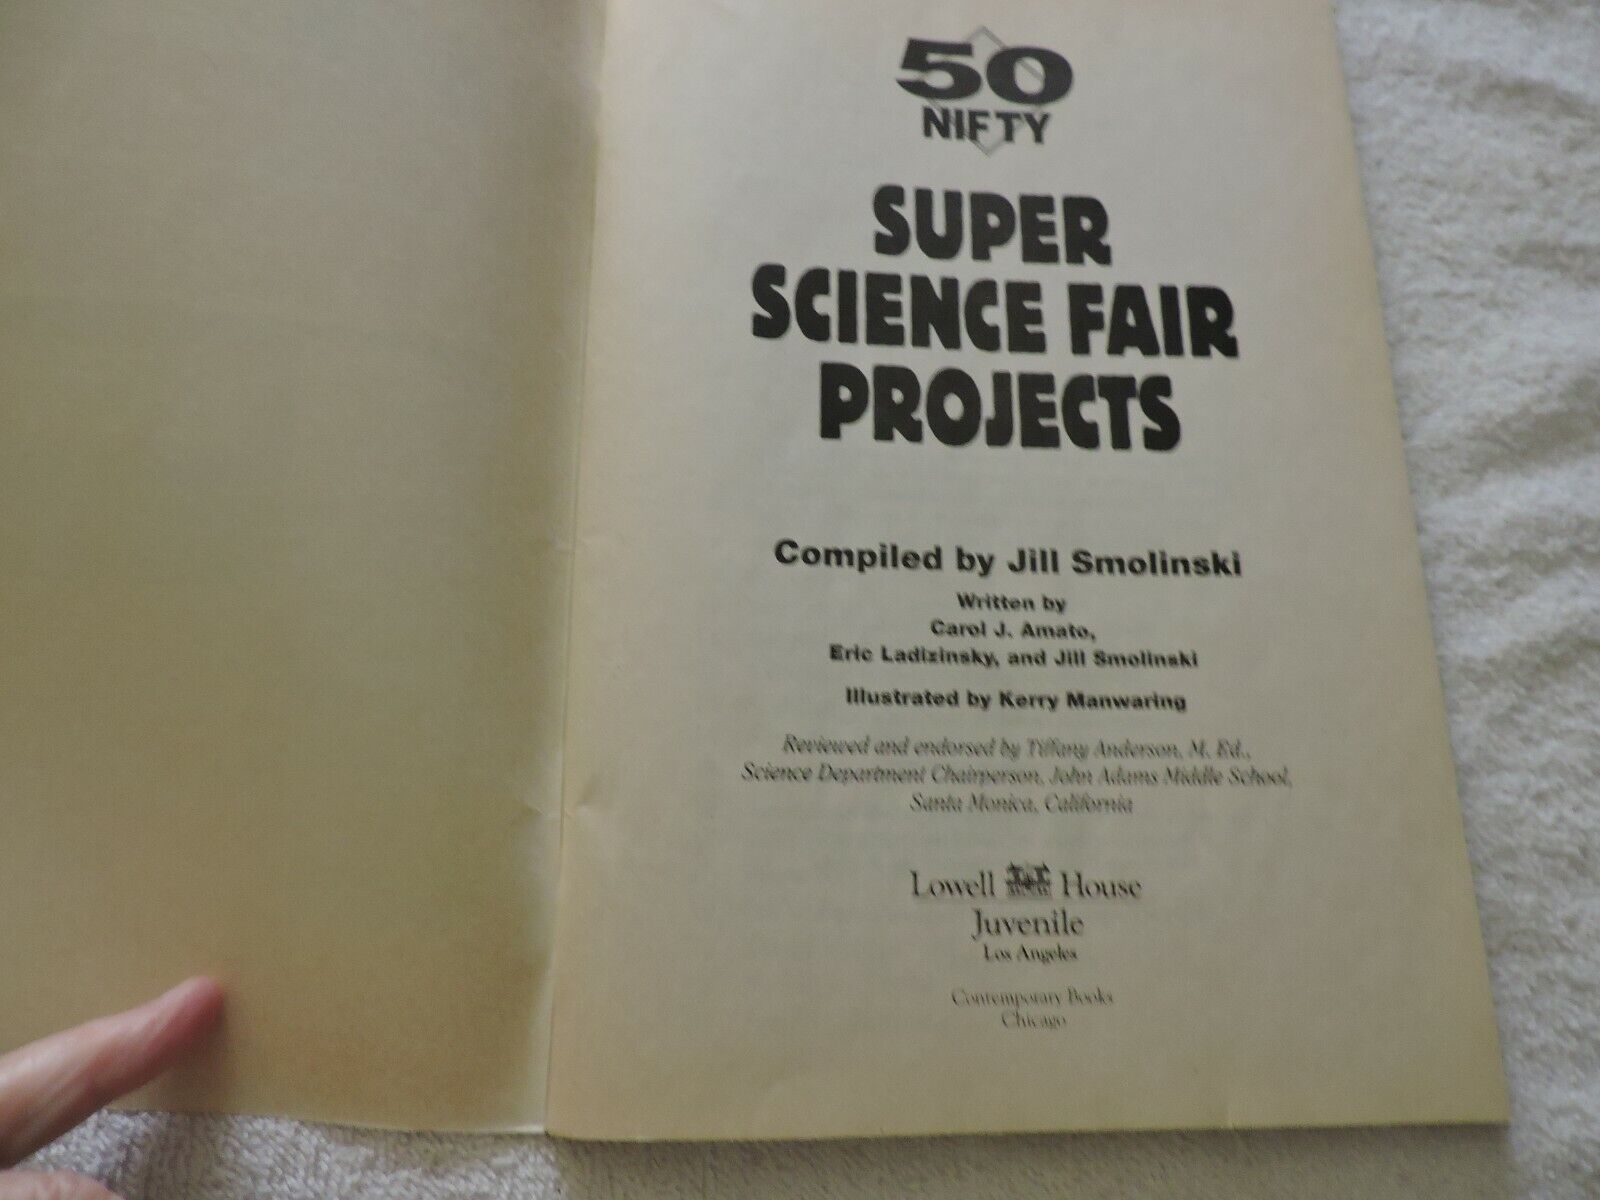 50
NIFTY
SUPER
SCIENCE FAIR
PROJECTS
Compiled by Jill Smolinski
Written by
Carol J. Amato,
Eric Ladizinsky, and Jill Smolinski
Illustrated by Kerry Manwaring
Reviewed and endorsed by Tiffany Anderson, M. Ed.,
Science Department Chairperson, John Adams Middle School,
Santa Monica, California
Lowell House
Juvenile
Los Angeles
Contemporary Books
Chicago